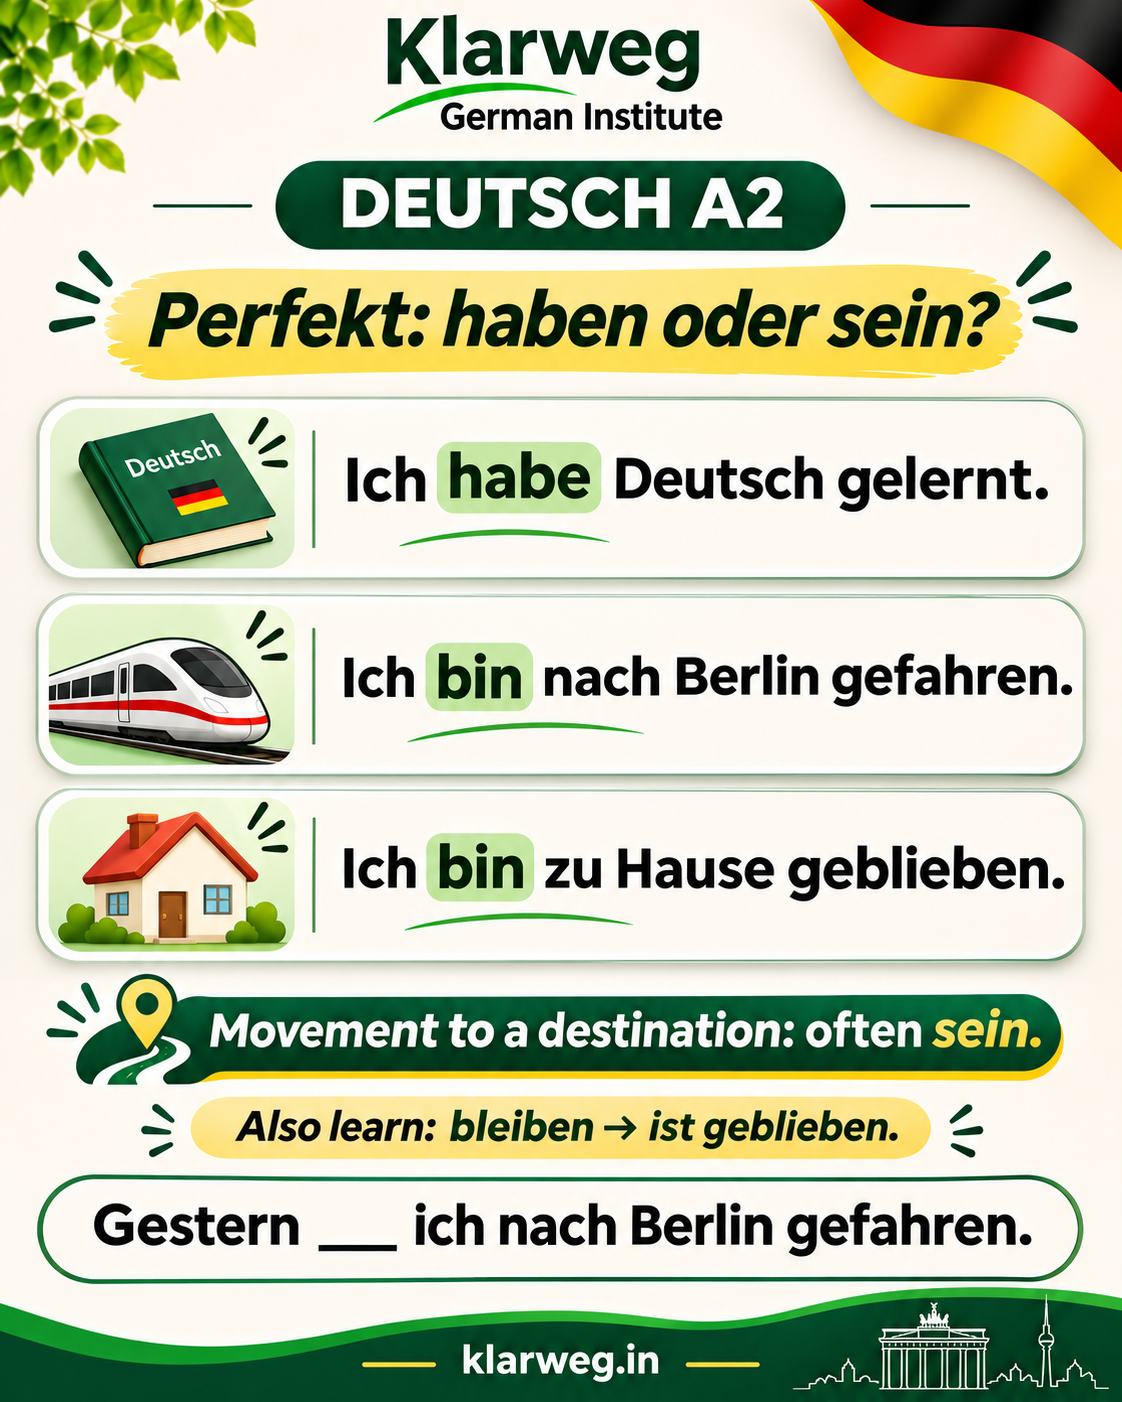 Klarweg
German Institute
DEUTSCH A2
Perfekt: haben oder sein?
Deutsch
Ich habe Deutsch gelernt.
Ich bin nach Berlin gefahren.
Ich bin zu Hause geblieben.
Movement to a destination: often sein.
Also learn: bleiben → ist geblieben.
Gestern ___ ich nach Berlin gefahren.
klarweg.in